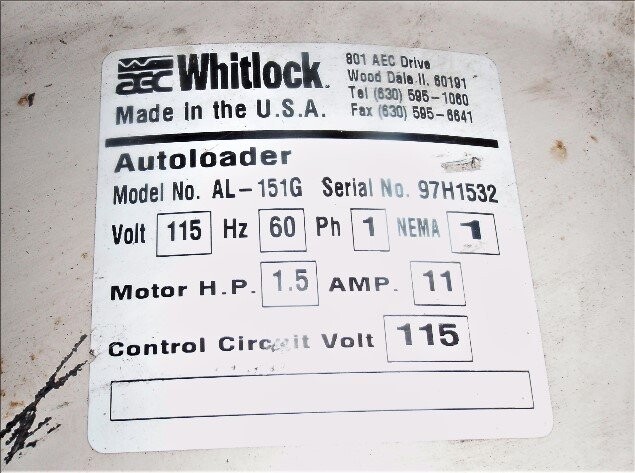 AEC Whitlock
801 AEC Drive
Wood Dale Il. 60191
Tel (630) 595-1060
Fax (630) 595-6641
Made in the U.S.A.
Autoloader
Model No. AL-151G Serial No. 97H1532
Volt 115 Hz 60 Ph 1 NEMA 1
Motor H.P. 1.5 AMP. 11
Control Circuit Volt 115